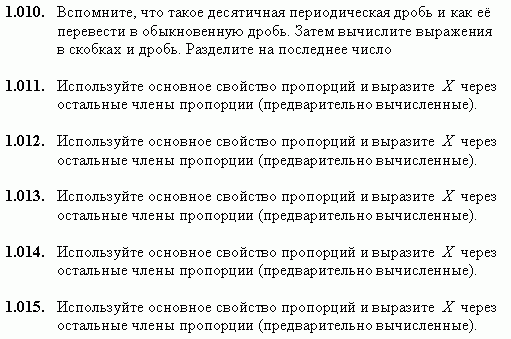 1.010. Вспомните, что такое десятичная периодическая дробь и как её
перевести в обыкновенную дробь. Затем вычислите выражения
в скобках и дробь. Разделите на последнее число
1.011. Используйте основное свойство пропорций и выразите X через
остальные члены пропорции (предварительно вычисленные).
1.012. Используйте основное свойство пропорций и выразите X через
остальные члены пропорции (предварительно вычисленные).
1.013. Используйте основное свойство пропорций и выразите X через
остальные члены пропорции (предварительно вычисленные).
1.014. Используйте основное свойство пропорций и выразите X через
остальные члены пропорции (предварительно вычисленные).
1.015. Используйте основное свойство пропорций и выразите X через
остальные члены пропорции (предварительно вычисленные).